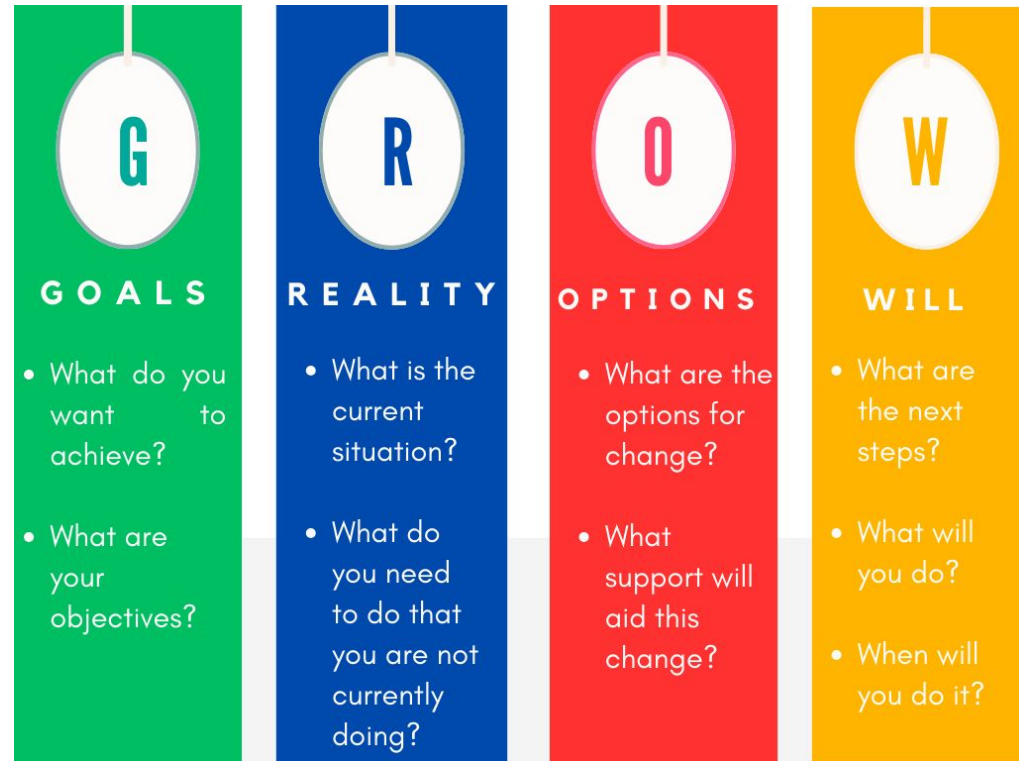 G
GOALS
• What do you
want to
achieve?
• What are
your
objectives?
R
REALITY
• What is the
current
situation?
• What do
you need
to do that
you are not
currently
doing?
O
OPTIONS
• What are the
options for
change?
• What
support will
aid this
change?
W
WILL
• What are
the next
steps?
• What will
you do?
• When will
you do it?